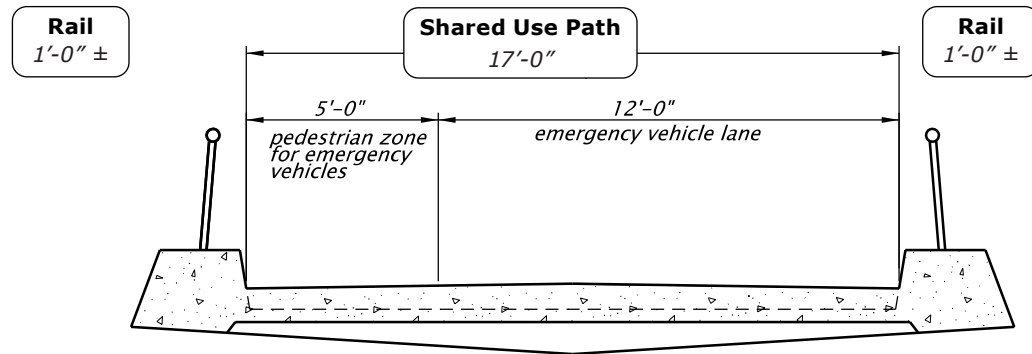 Rail
1′-0″ ±
Shared Use Path
17′-0″
Rail
1′-0″ ±
5'-0"
12'-0"
pedestrian zone
for emergency
vehicles
emergency vehicle lane